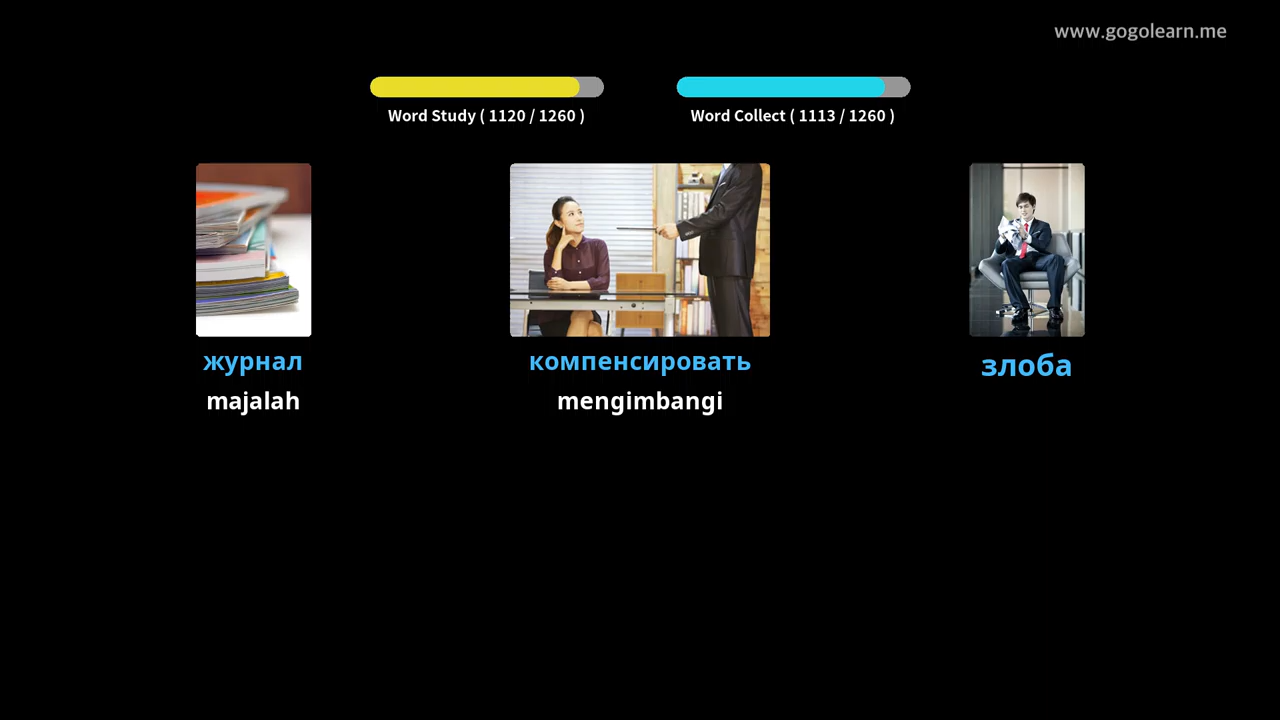 www.gogolearn.me
Word Study ( 1120 / 1260 )
Word Collect ( 1113 / 1260 )
журнал
majalah
компенсировать
mengimbangi
злоба